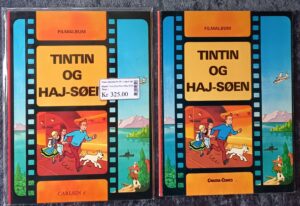 FILMALBUM
TINTIN
OG
HAJ-SØEN
Kr 325.00
CARLSEN
FILMALBUM
TINTIN
OG
HAJ-SØEN
Carlsen Comics